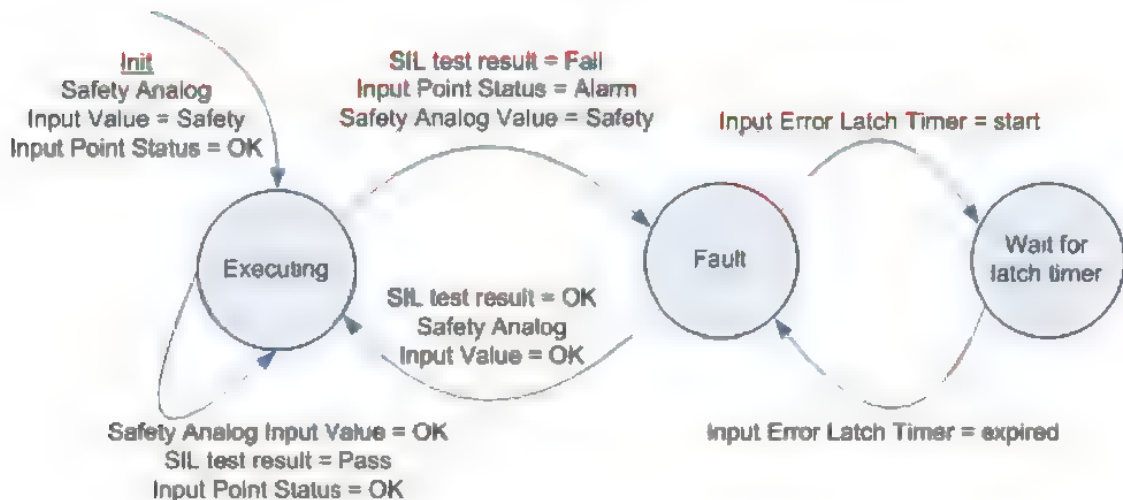 Init
Safety Analog
Input Value = Safety
Input Point Status = OK
SIL test result = Fail
Input Point Status = Alarm
Safety Analog Value = Safety
Input Error Latch Timer = start
Executing
Fault
Wait for
latch timer
SIL test result = OK
Safety Analog
Input Value = OK
Safety Analog Input Value = OK
SIL test result = Pass
Input Point Status = OK
Input Error Latch Timer = expired